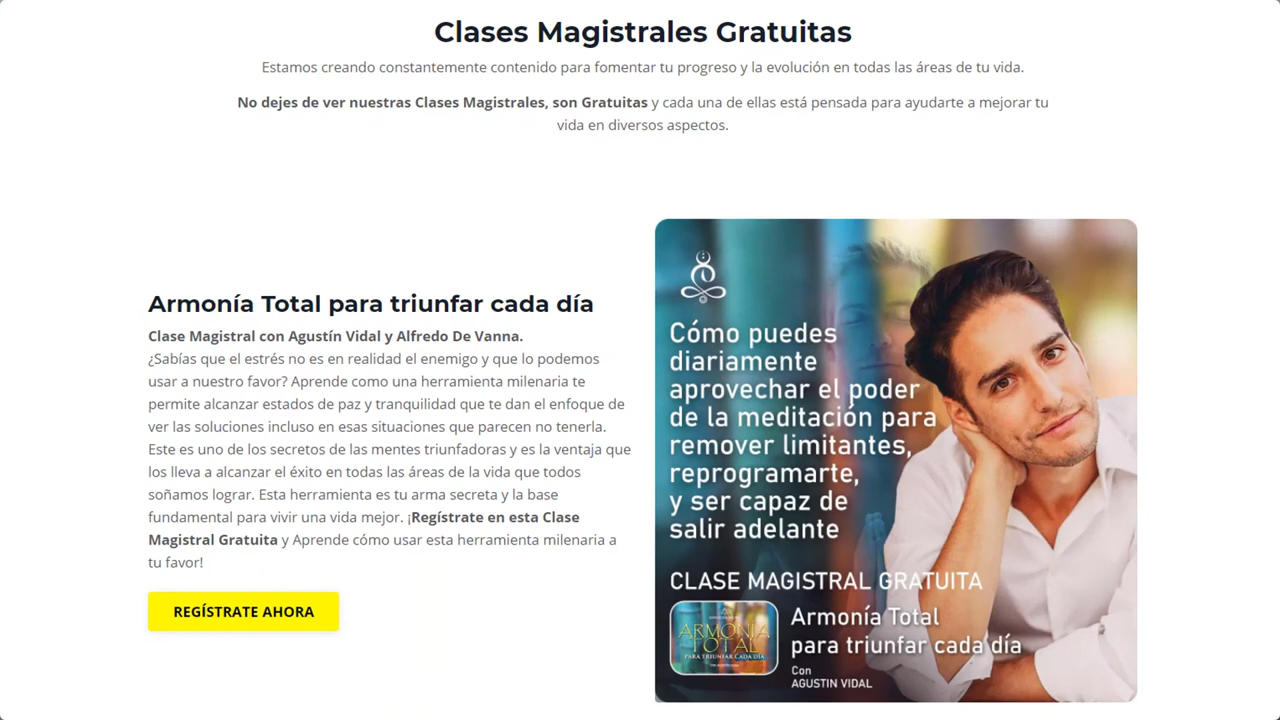 Clases Magistrales Gratuitas
Estamos creando constantemente contenido para fomentar tu progreso y la evolución en todas las áreas de tu vida.
No dejes de ver nuestras Clases Magistrales, son Gratuitas y cada una de ellas está pensada para ayudarte a mejorar tu
vida en diversos aspectos.
Armonía Total para triunfar cada día
Clase Magistral con Agustín Vidal y Alfredo De Vanna.
¿Sabías que el estrés no es en realidad el enemigo y que lo podemos
usar a nuestro favor? Aprende como una herramienta milenaria te
permite alcanzar estados de paz y tranquilidad que te dan el enfoque de
ver las soluciones incluso en esas situaciones que parecen no tenerla.
Este es uno de los secretos de las mentes triunfadoras y es la ventaja que
los lleva a alcanzar el éxito en todas las áreas de la vida que todos
soñamos lograr. Esta herramienta es tu arma secreta y la base
fundamental para vivir una vida mejor. ¡Regístrate en esta Clase
Magistral Gratuita y Aprende cómo usar esta herramienta milenaria a
tu favor!
REGÍSTRATE AHORA
Cómo puedes
diariamente
aprovechar el poder
de la meditación para
remover limitantes,
reprogramarte,
y ser capaz de
salir adelante
CLASE MAGISTRAL GRATUITA
ARMONÍA
TOTAL
PARA TRIUNFAR CADA DÍA
Armonía Total
para triunfar cada día
Con
AGUSTIN VIDAL